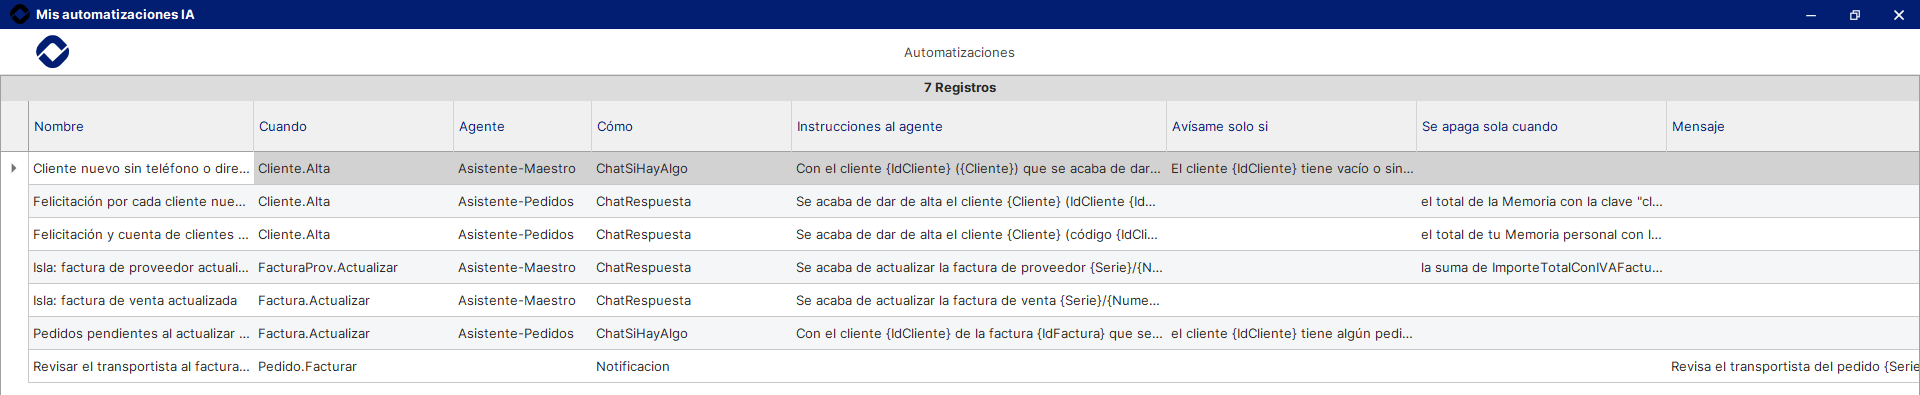 Mis automatizaciones IA
Automatizaciones
7 Registros
Nombre Cuando Agente Cómo Instrucciones al agente Avísame solo si Se apaga sola cuando Mensaje
Cliente nuevo sin teléfono o dire... Cliente.Alta Asistente-Maestro ChatSiHayAlgo Con el cliente {IdCliente} ({Cliente}) que se acaba de dar... El cliente {IdCliente} tiene vacío o sin...
Felicitación por cada cliente nue... Cliente.Alta Asistente-Pedidos ChatRespuesta Se acaba de dar de alta el cliente {Cliente} (IdCliente {Id... el total de la Memoria con la clave "cl...
Felicitación y cuenta de clientes ... Cliente.Alta Asistente-Pedidos ChatRespuesta Se acaba de dar de alta el cliente {Cliente} (código {IdCli... el total de tu Memoria personal con l...
Isla: factura de proveedor actuali... FacturaProv.Actualizar Asistente-Maestro ChatRespuesta Se acaba de actualizar la factura de proveedor {Serie}/{N... la suma de ImporteTotalConIVAFactu...
Isla: factura de venta actualizada Factura.Actualizar Asistente-Maestro ChatRespuesta Se acaba de actualizar la factura de venta {Serie}/{Nume...
Pedidos pendientes al actualizar ... Factura.Actualizar Asistente-Pedidos ChatSiHayAlgo Con el cliente {IdCliente} de la factura {IdFactura} que se... el cliente {IdCliente} tiene algún pedi...
Revisar el transportista al factura... Pedido.Facturar Notificacion Revisa el transportista del pedido {Serie